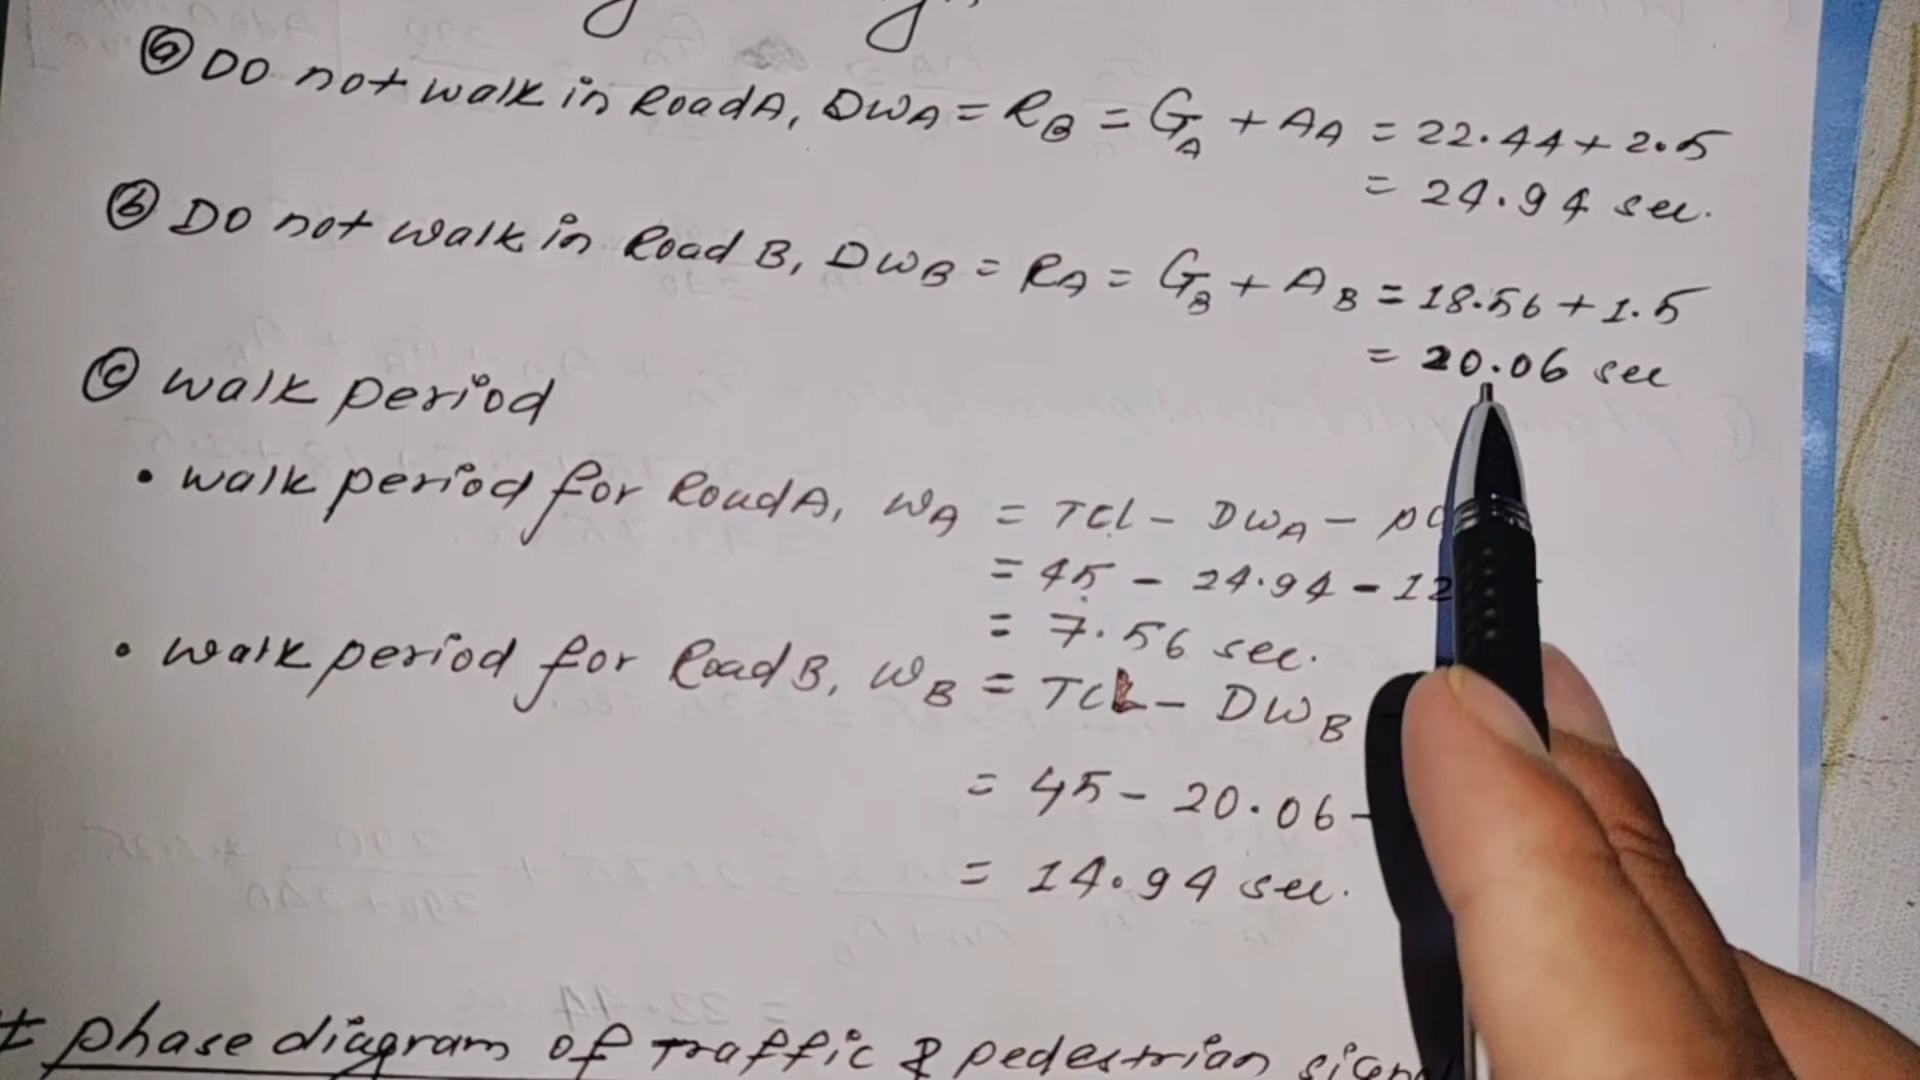 (a) Do not walk in Road A, DWA = RB = GA + AA = 22.44 + 2.5
= 24.94 sec.
(b) Do not walk in Road B, DWB = RA = GB + AB = 18.56 + 1.5
= 20.06 sec
(c) walk period
• walk period for Road A, WA = TCL - DWA - PC
= 45 - 24.94 - 12
= 7.56 sec.
• walk period for Road B, WB = TCL - DWB
= 45 - 20.06 -
= 14.94 sec.
phase diagram of Traffic & pedestrian sign